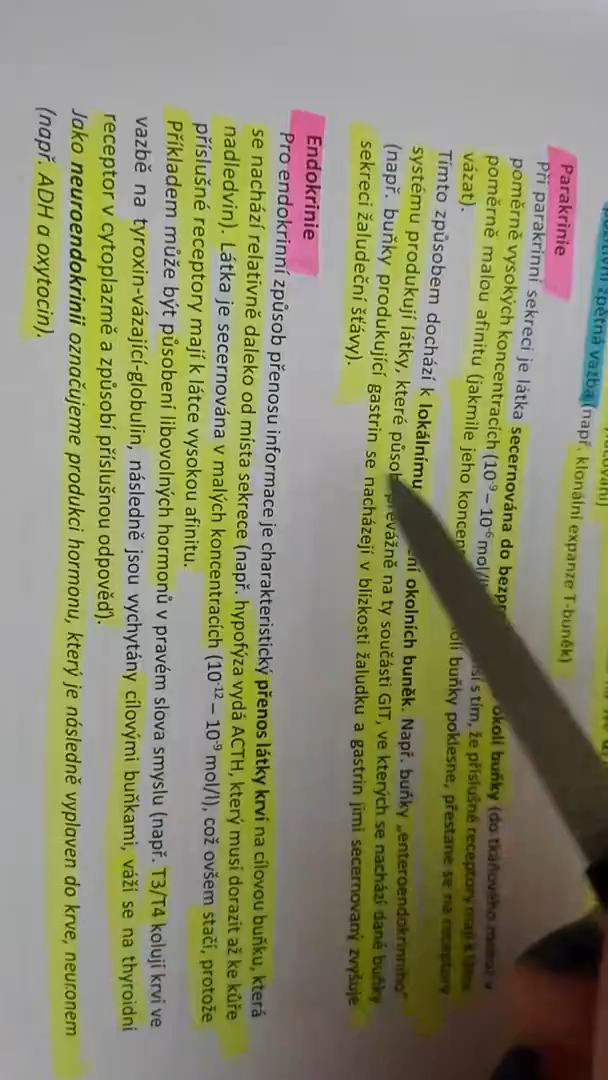 zpětná vazba (např. klonální expanze T-buněk)
Parakrinie
při parakrinní sekreci je látka secernována do okolí buňky (do tkáňového moku) v
poměrně vysokých koncentracích (10⁻⁹ – 10⁻⁶ mol/ s tím, že příslušné receptory mají k látce
poměrně malou afinitu (jakmile jeho buňky poklesne, přestane se na receptory
vázat).
Tímto způsobem dochází k lokálnímu okolních buněk. Např. buňky „enteroendokrinního"
systému produkují látky, které převážně na ty součásti GIT, ve kterých se nachází dané buňky
(např. buňky produkující gastrin se nacházejí v blízkosti žaludku a gastrin jimi secernovaný zvyšuje
sekreci žaludeční šťávy).
Endokrinie
Pro endokrinní způsob přenosu informace je charakteristický přenos látky krví na cílovou buňku, která
se nachází relativně daleko od místa sekrece (např. hypofýza vydá ACTH, který musí dorazit až ke kůře
nadledvin). Látka je secernována v malých koncentracích (10⁻¹² – 10⁻⁹ mol/l), což ovšem stačí, protože
příslušné receptory mají k látce vysokou afinitu.
Příkladem může být působení libovolných hormonů v pravém slova smyslu (např. T3/T4 kolují krví ve
vazbě na tyroxin-vázající-globulin, následně jsou vychytány cílovými buňkami, váží se na thyroidní
receptor v cytoplazmě a způsobí příslušnou odpověď).
Jako neuroendokrinii označujeme produkci hormonu, který je následně vyplaven do krve, neuronem
(např. ADH a oxytocin).